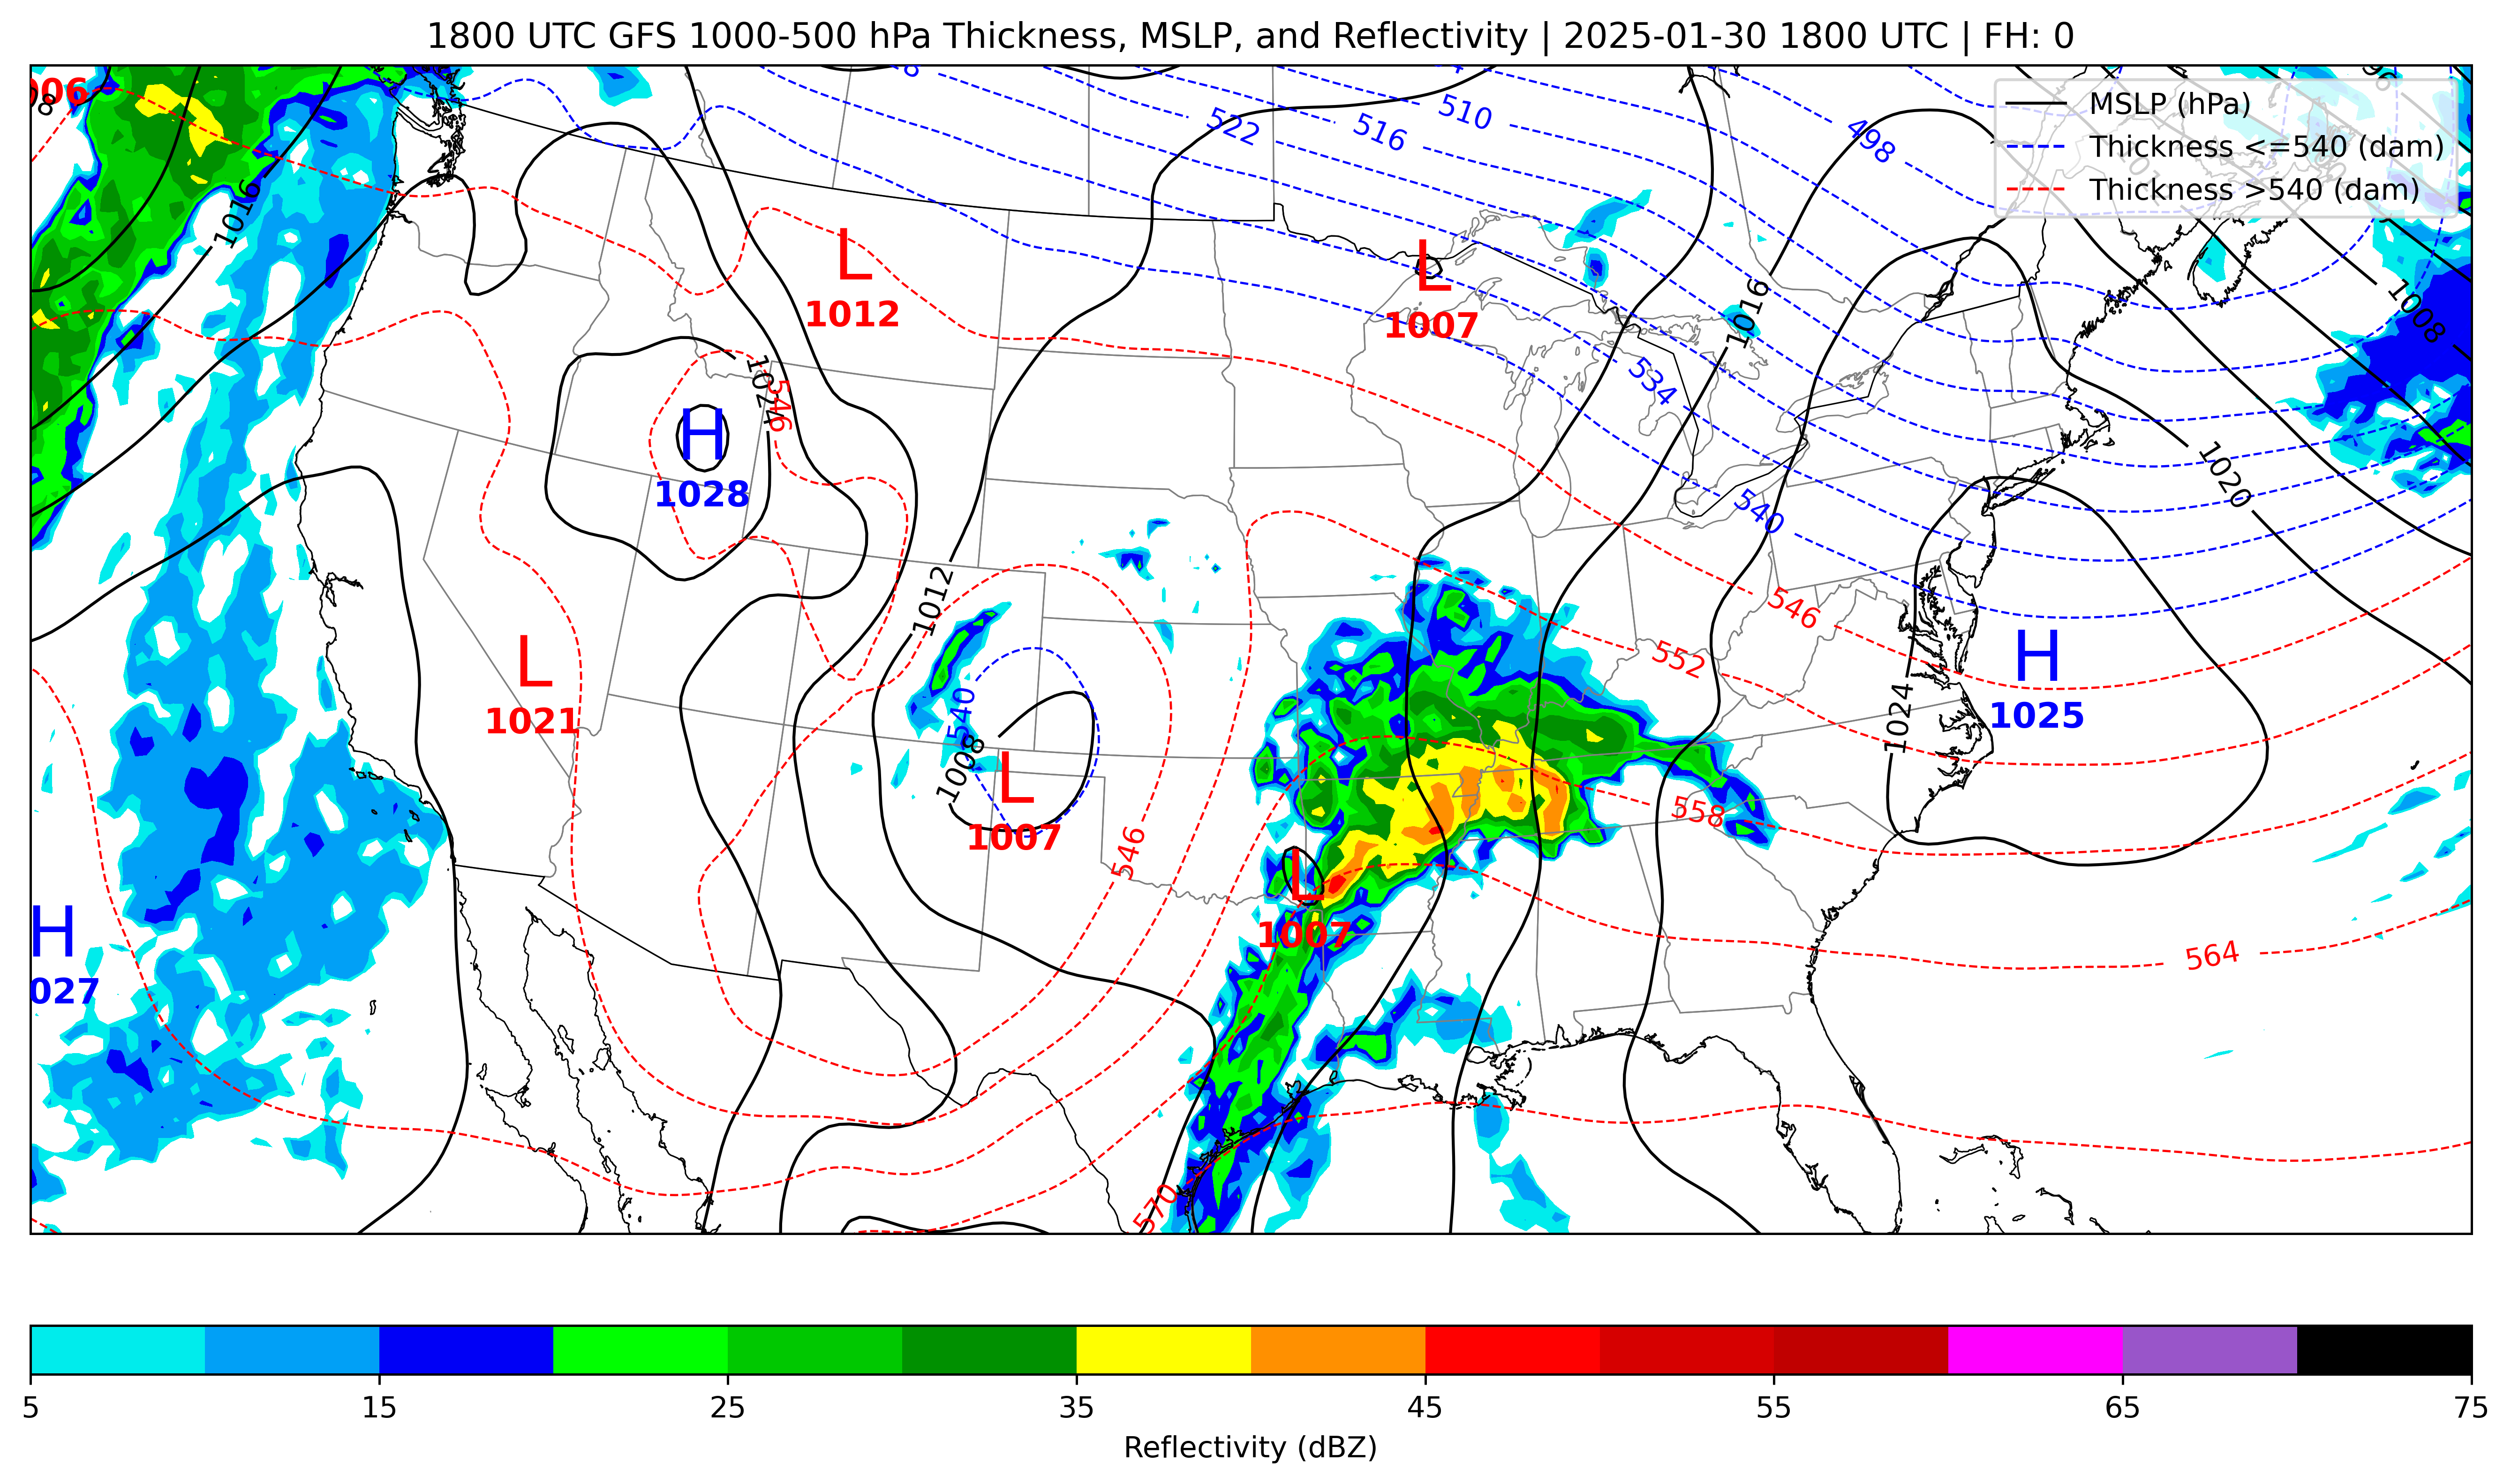 1800 UTC GFS 1000-500 hPa Thickness, MSLP, and Reflectivity | 2025-01-30 1800 UTC | FH: 0
MSLP (hPa)
Thickness <=540 (dam)
Thickness >540 (dam)
006
522
516
510
498
1016
L
1012
L
1007
1016
1008
534
546
H
1028
540
1020
1012
546
552
L
1021
540
1008
L
1007
H
1025
1024
558
546
L
1007
H
027
564
570
5
15
25
35
45
55
65
75
Reflectivity (dBZ)